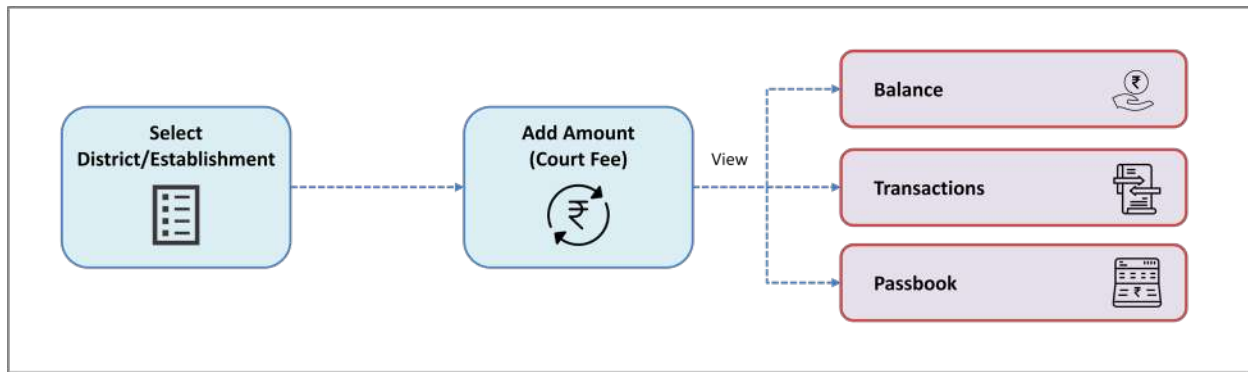 Select
District/Establishment
Add Amount
(Court Fee)
₹
View
Balance
₹
Transactions
Passbook
₹